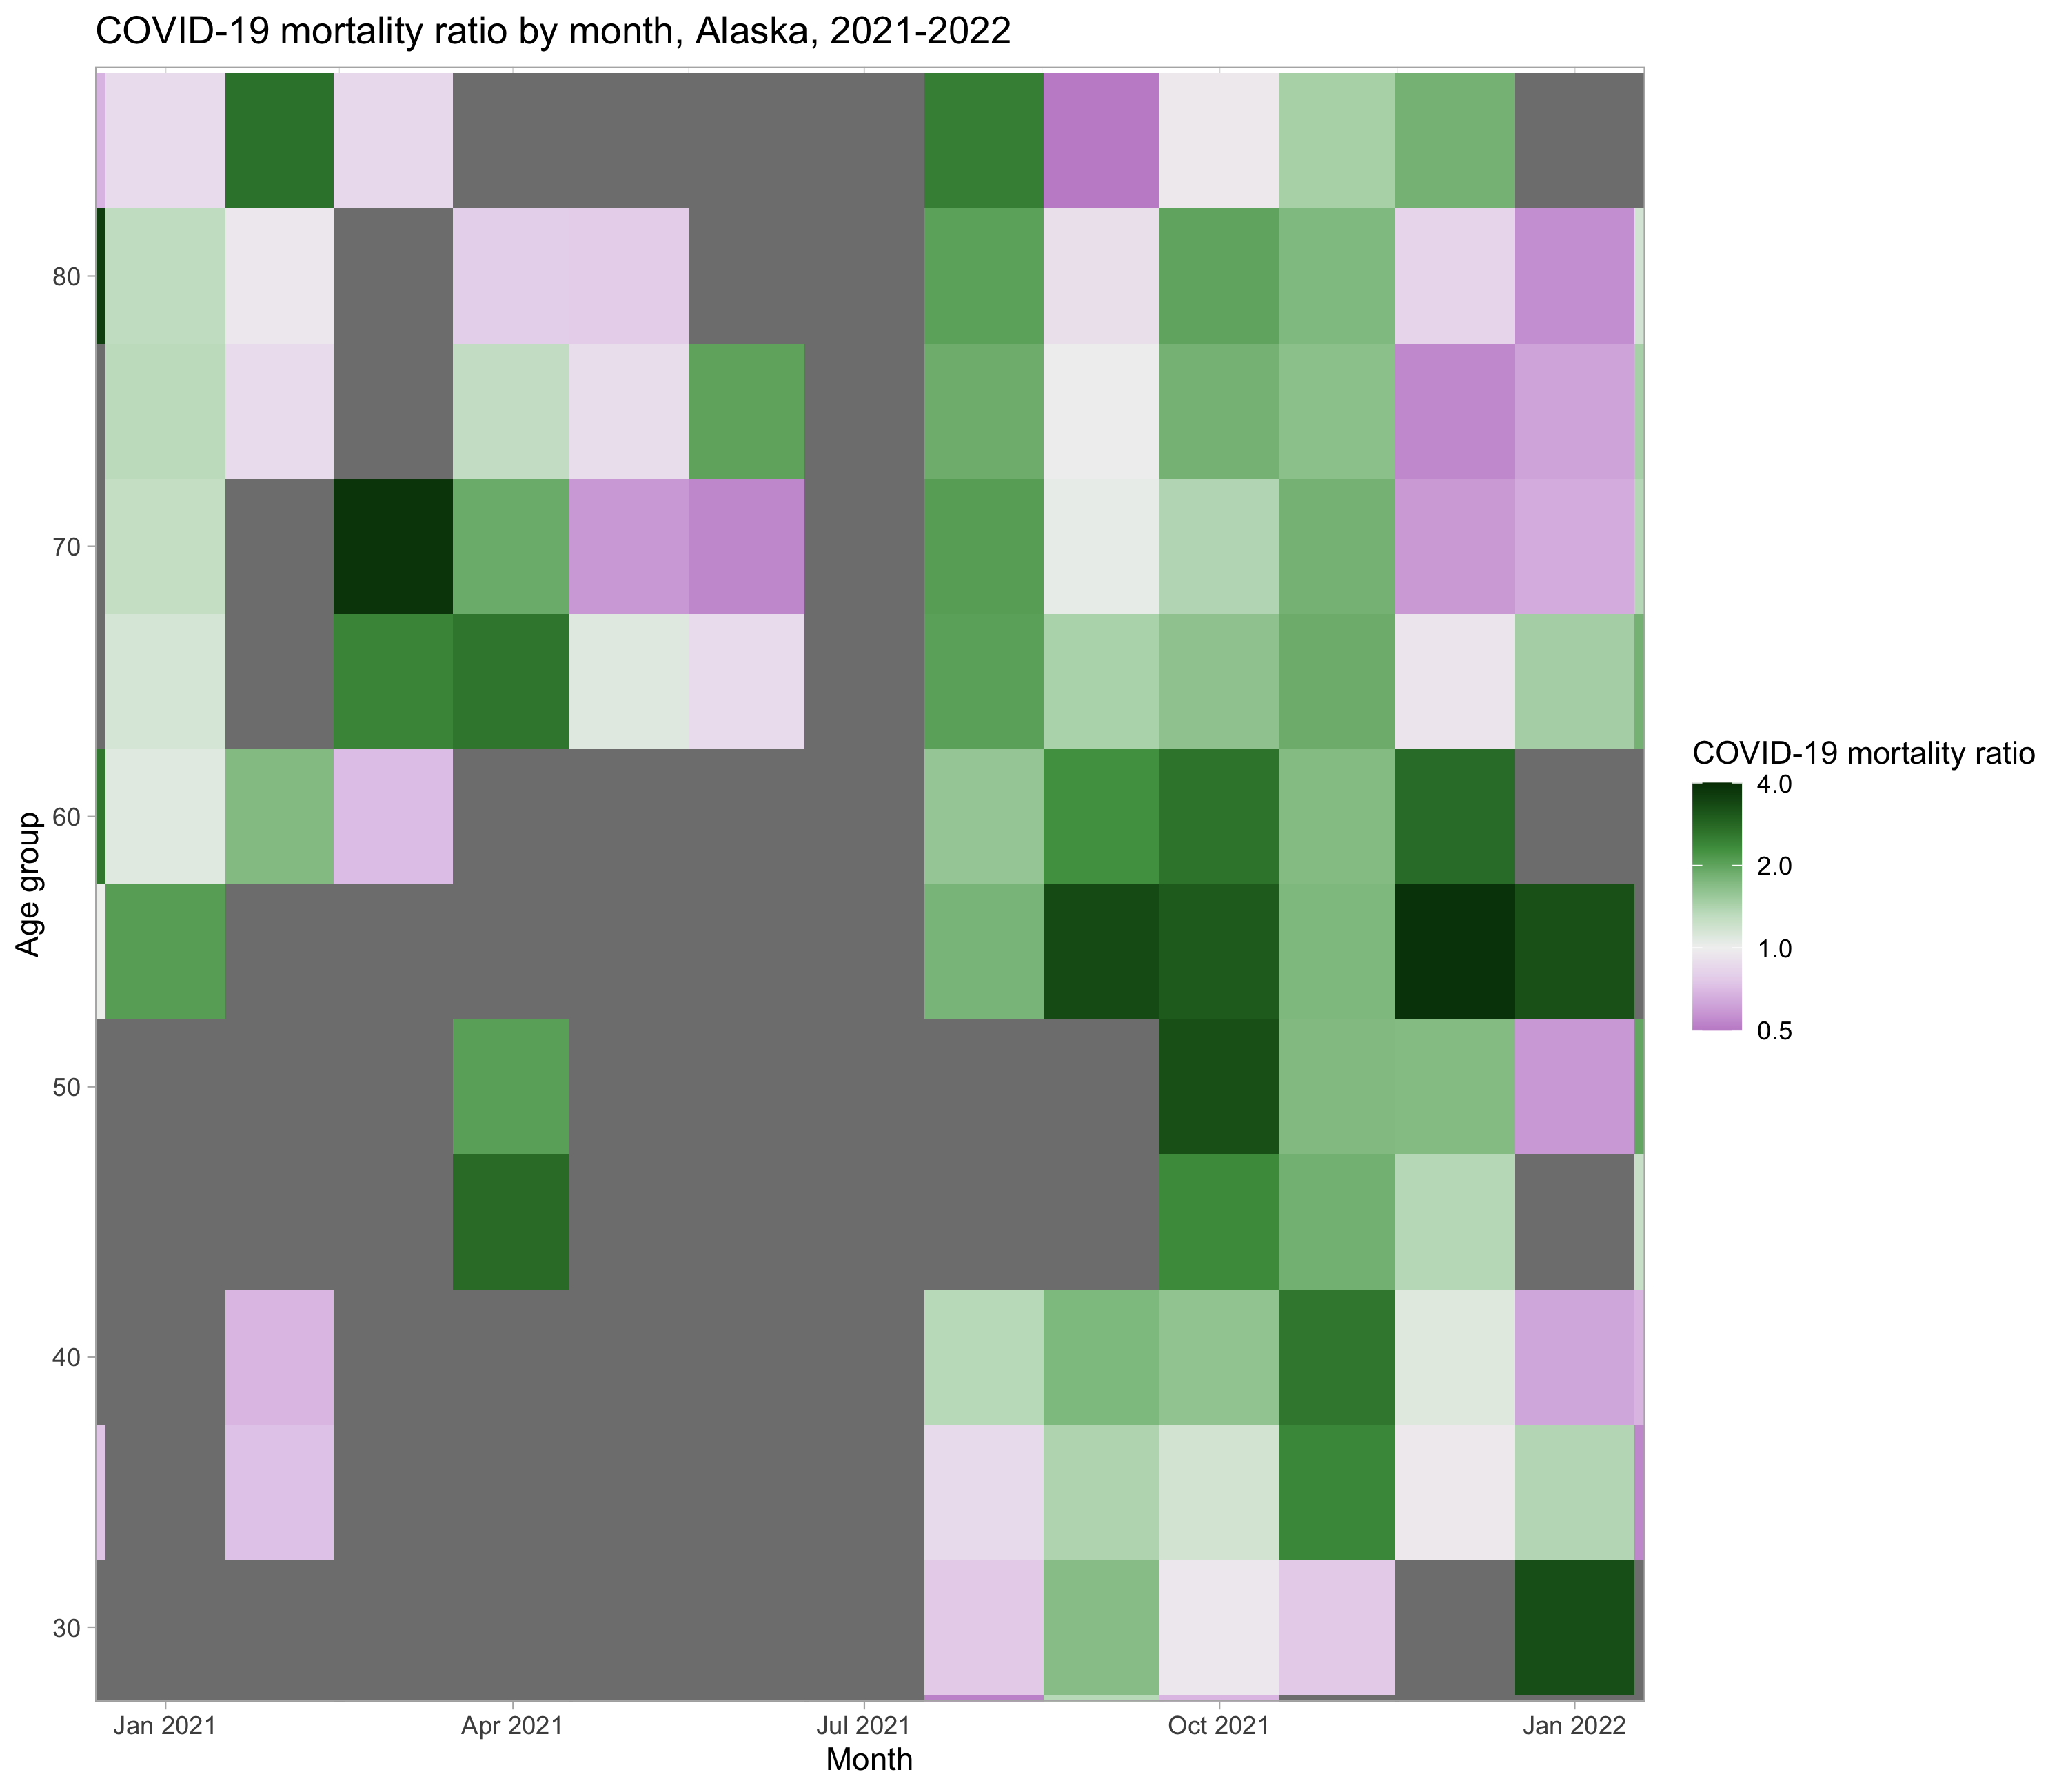 COVID-19 mortality ratio by month, Alaska, 2021-2022
80
70
60
50
40
30
Age group
Jan 2021
Apr 2021
Jul 2021
Oct 2021
Jan 2022
Month
COVID-19 mortality ratio
4.0
2.0
1.0
0.5